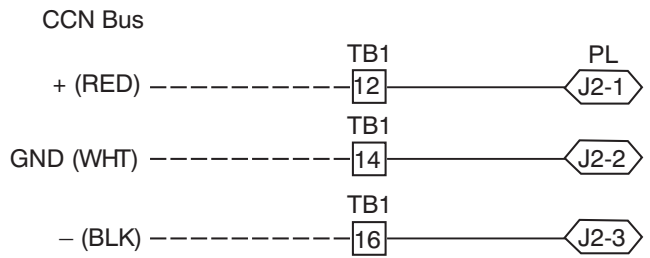 CCN Bus
TB1 PL
+ (RED) 12 J2-1
TB1
GND (WHT) 14 J2-2
TB1
− (BLK) 16 J2-3